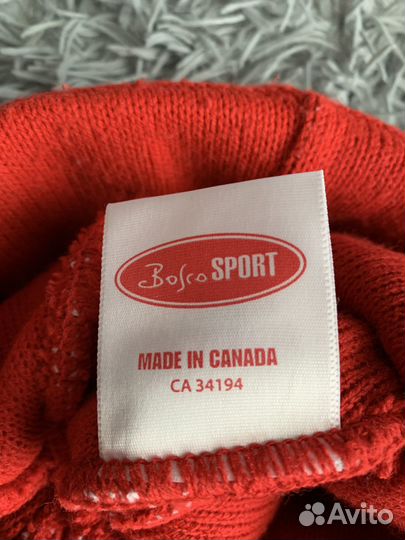 Bosco SPORT
MADE IN CANADA
CA 34194
Avito